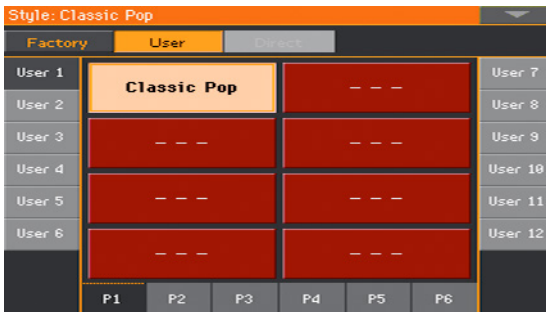 Style: Classic Pop
Factory
User
Direct
User 1
User 2
User 3
User 4
User 5
User 6
Classic Pop
- - -
- - -
- - -
- - -
- - -
- - -
- - -
User 7
User 8
User 9
User 10
User 11
User 12
P1
P2
P3
P4
P5
P6